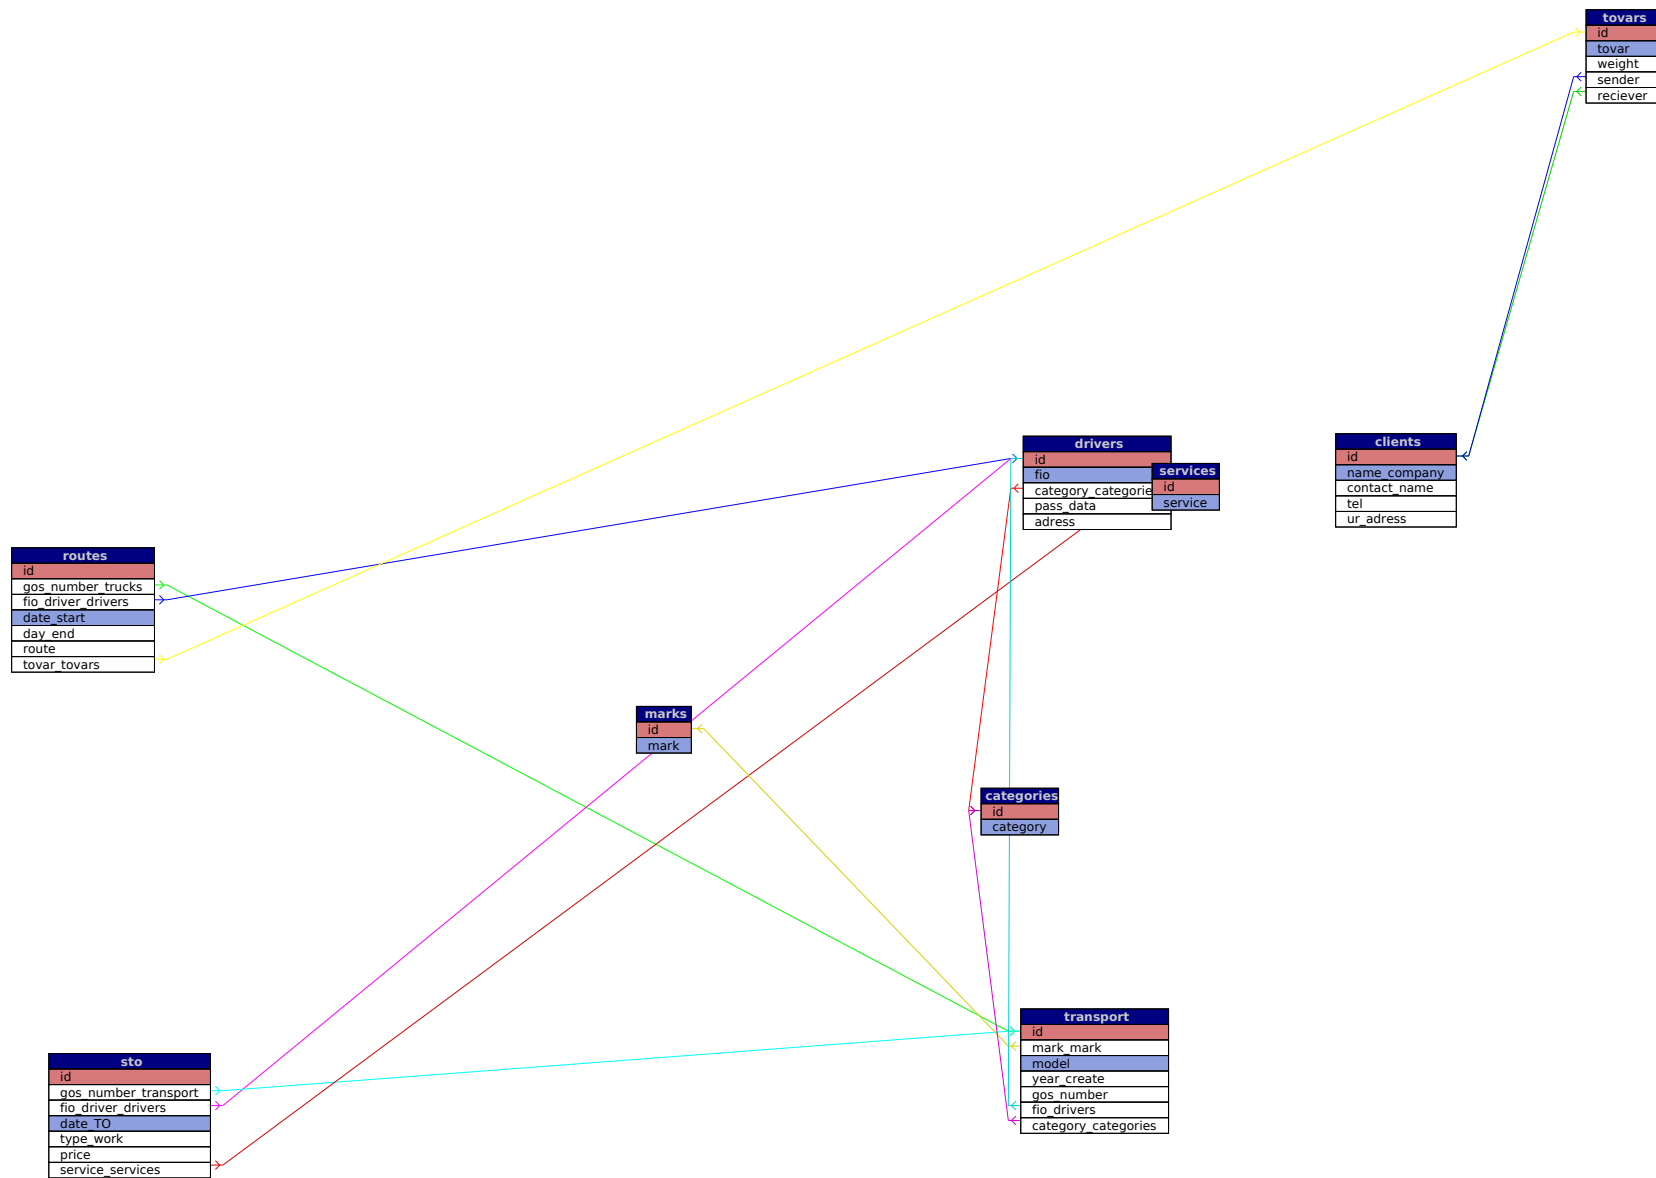 tovars
id
tovar
weight
sender
reciever
drivers
id
fio
category_categorie
pass_data
adress
services
id
service
clients
id
name_company
contact_name
tel
ur_adress
routes
id
gos_number_trucks
fio_driver_drivers
date_start
day_end
route
tovar_tovars
marks
id
mark
categories
id
category
transport
id
mark_mark
model
year_create
gos_number
fio_drivers
category_categories
sto
id
gos_number_transport
fio_driver_drivers
date_TO
type_work
price
service_services